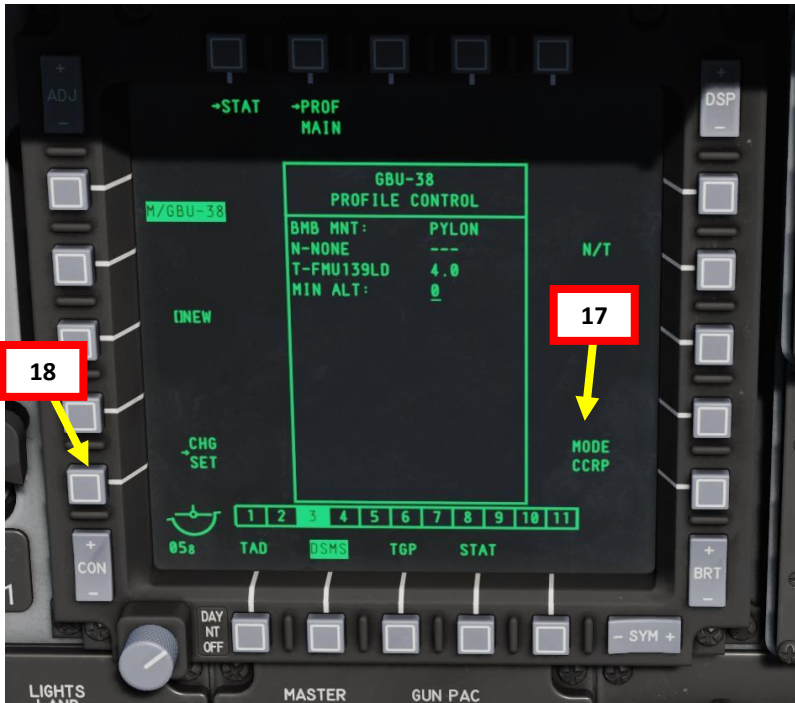 ADJ
DSP
→STAT
→PROF
MAIN
GBU-38
PROFILE CONTROL
M/GBU-38
BMB MNT: PYLON
N-NONE ---
T-FMU139LD 4.0
MIN ALT: 0
N/T
[]NEW
17
18
→CHG
SET
MODE
CCRP
1 2 3 4 5 6 7 8 9 10 11
058 TAD DSMS TGP STAT
+
CON
-
+
BRT
-
DAY
NT
OFF
- SYM +
1
LIGHTS
MASTER
GUN PAC